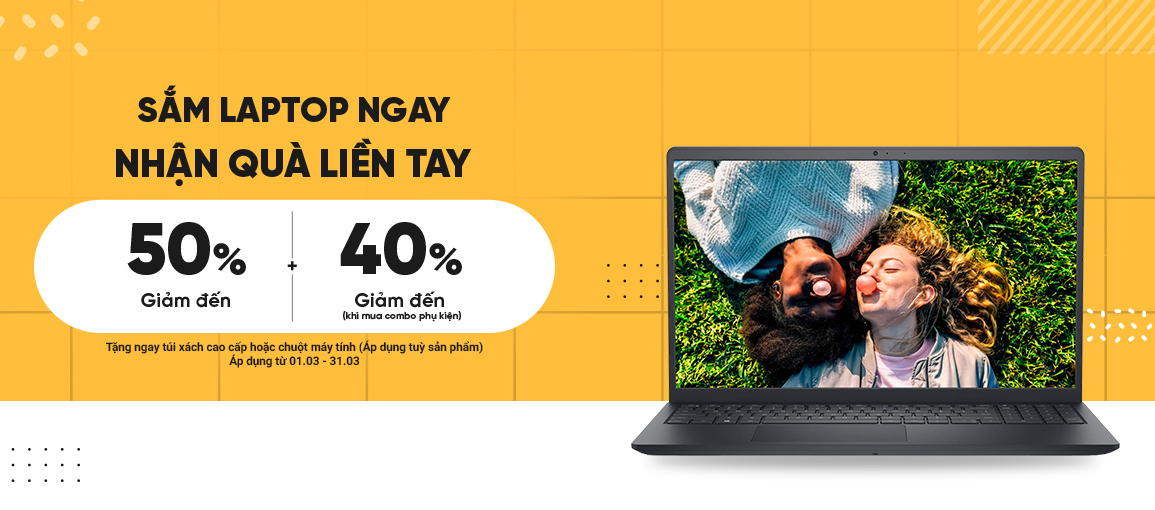 SẮM LAPTOP NGAY
NHẬN QUÀ LIỀN TAY
50% + 40%
Giảm đến Giảm đến
(khi mua combo phụ kiện)
Tặng ngay túi xách cao cấp hoặc chuột máy tính (Áp dụng tuỳ sản phẩm)
Áp dụng từ 01.03 - 31.03